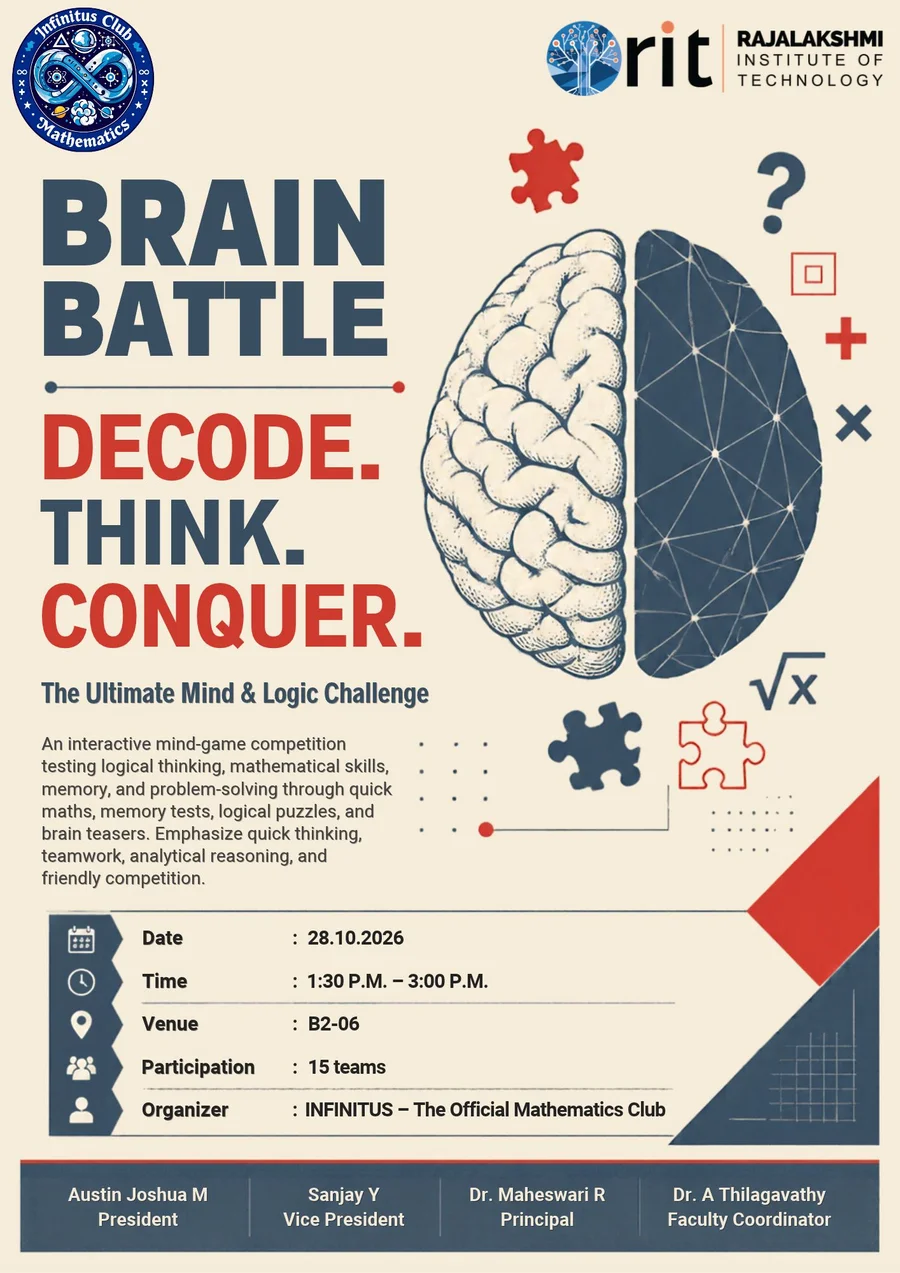 Infinitus Club
Mathematics
rit
RAJALAKSHMI
INSTITUTE OF
TECHNOLOGY
BRAIN
BATTLE
DECODE.
THINK.
CONQUER.
The Ultimate Mind & Logic Challenge
An interactive mind-game competition
testing logical thinking, mathematical skills,
memory, and problem-solving through quick
maths, memory tests, logical puzzles, and
brain teasers. Emphasize quick thinking,
teamwork, analytical reasoning, and
friendly competition.
?
+
×
√x
Date : 28.10.2026
Time : 1:30 P.M. – 3:00 P.M.
Venue : B2-06
Participation : 15 teams
Organizer : INFINITUS – The Official Mathematics Club
Austin Joshua M
President
Sanjay Y
Vice President
Dr. Maheswari R
Principal
Dr. A Thilagavathy
Faculty Coordinator